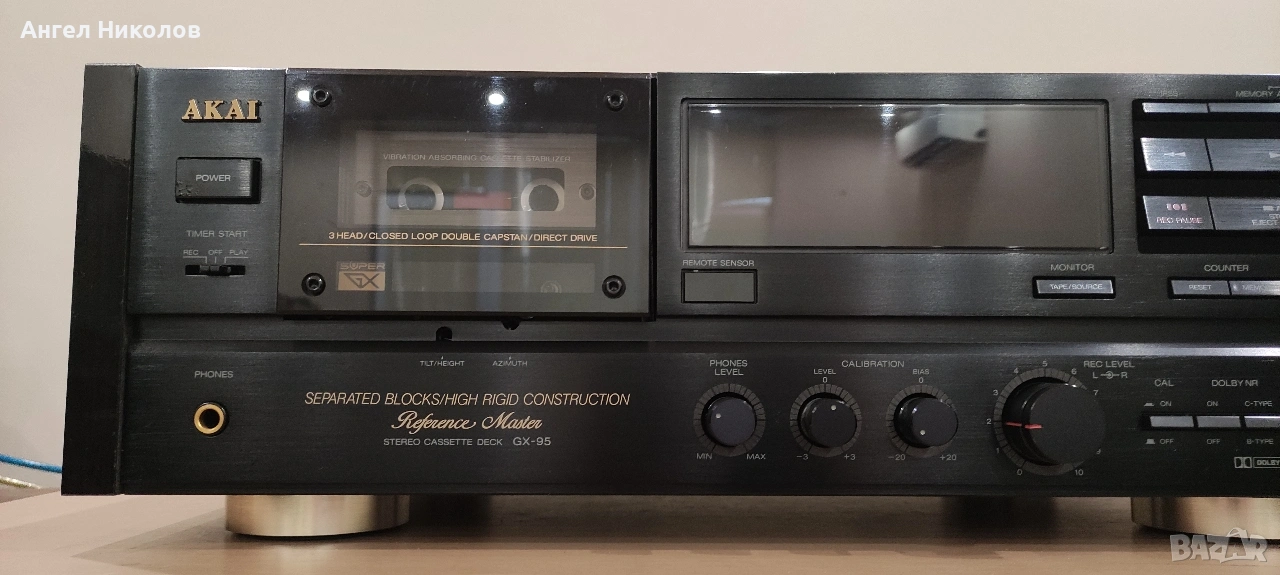 Ангел Николов
AKAI
POWER
TIMER START
REC OFF PLAY
VIBRATION ABSORBING CASSETTE STABILIZER
3 HEAD/CLOSED LOOP DOUBLE CAPSTAN/DIRECT DRIVE
SUPER
GX
TILT/HEIGHT AZIMUTH
REMOTE SENSOR
MEMORY A
REC PAUSE
EJECT
MONITOR
TAPE/SOURCE
COUNTER
RESET MEM
PHONES
SEPARATED BLOCKS/HIGH RIGID CONSTRUCTION
Reference Master
STEREO CASSETTE DECK GX-95
PHONES
LEVEL
MIN MAX
CALIBRATION
LEVEL
0
-3 +3
BIAS
0
-20 +20
REC LEVEL
L R
0 1 2 3 4 5 6 7 9 10
CAL DOLBY NR
ON ON C-TYPE
OFF OFF B-TYPE
DOLBY
BAZAR